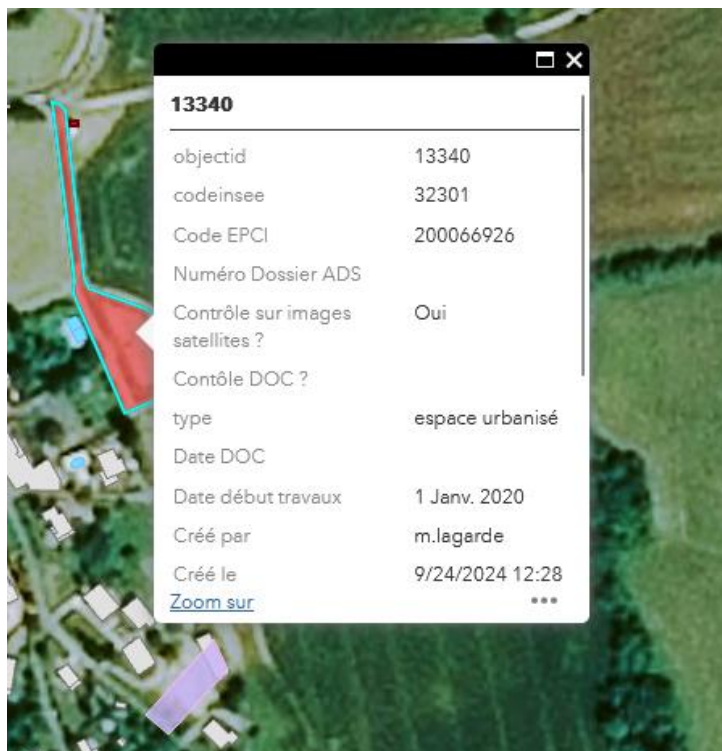 13340
objectid 13340
codeinsee 32301
Code EPCI 200066926
Numéro Dossier ADS
Contrôle sur images Oui
satellites ?
Contôle DOC ?
type espace urbanisé
Date DOC
Date début travaux 1 Janv. 2020
Créé par m.lagarde
Créé le 9/24/2024 12:28
Zoom sur